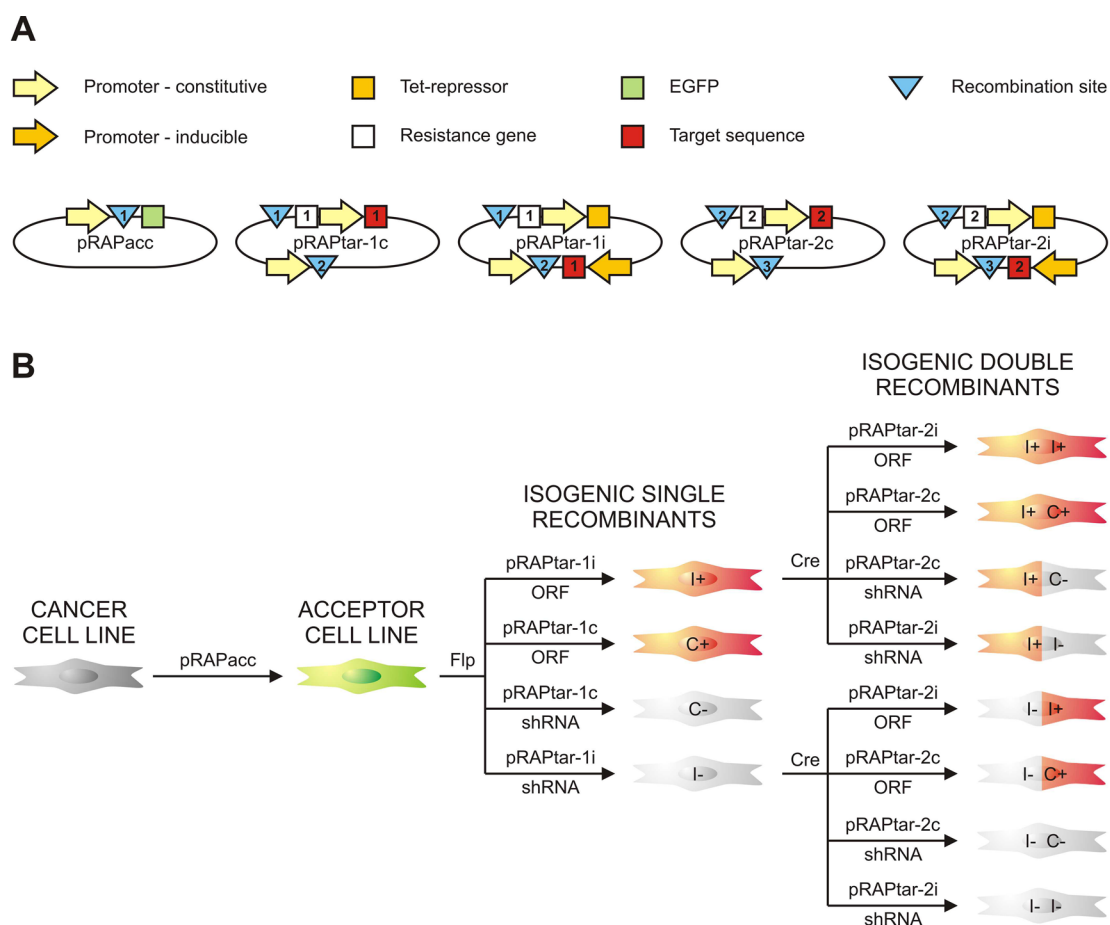 A
Promoter - constitutive
Tet-repressor
EGFP
Recombination site
Promoter - inducible
Resistance gene
Target sequence
1
pRAPacc
1 1 1
pRAPtar-1c
2
1 1
pRAPtar-1i
2 1
2 2 2
pRAPtar-2c
3
2 2
pRAPtar-2i
3 2
B
CANCER
CELL LINE
pRAPacc
ACCEPTOR
CELL LINE
Flp
ISOGENIC SINGLE
RECOMBINANTS
pRAPtar-1i
ORF
I+
pRAPtar-1c
ORF
C+
pRAPtar-1c
shRNA
C-
pRAPtar-1i
shRNA
I-
ISOGENIC DOUBLE
RECOMBINANTS
Cre
pRAPtar-2i
ORF
I+ I+
pRAPtar-2c
ORF
I+ C+
pRAPtar-2c
shRNA
I+ C-
pRAPtar-2i
shRNA
I+ I-
Cre
pRAPtar-2i
ORF
I- I+
pRAPtar-2c
ORF
I- C+
pRAPtar-2c
shRNA
I- C-
pRAPtar-2i
shRNA
I- I-